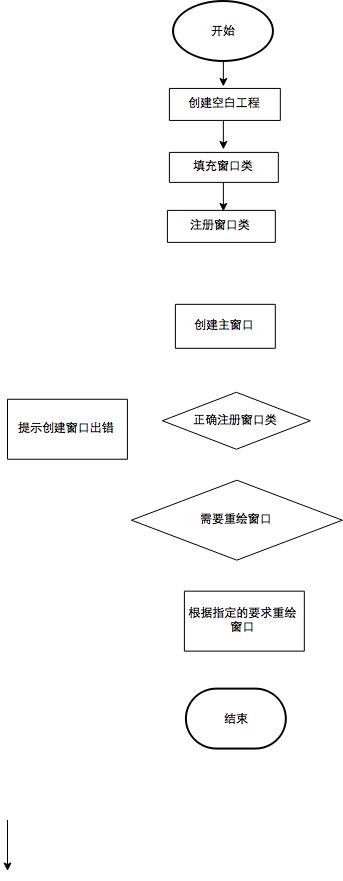 开始
创建空白工程
填充窗口类
注册窗口类
创建主窗口
正确注册窗口类
提示创建窗口出错
需要重绘窗口
根据指定的要求重绘
窗口
结束